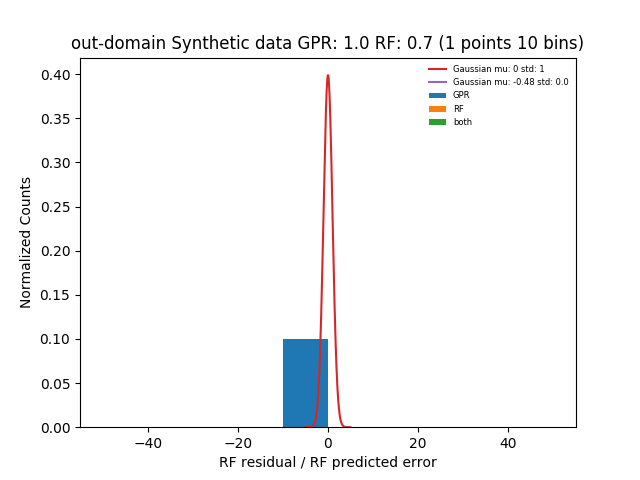 out-domain Synthetic data GPR: 1.0 RF: 0.7 (1 points 10 bins)
Gaussian mu: 0 std: 1
Gaussian mu: -0.48 std: 0.0
GPR
RF
both
Normalized Counts
0.40
0.35
0.30
0.25
0.20
0.15
0.10
0.05
0.00
−40
−20
0
20
40
RF residual / RF predicted error